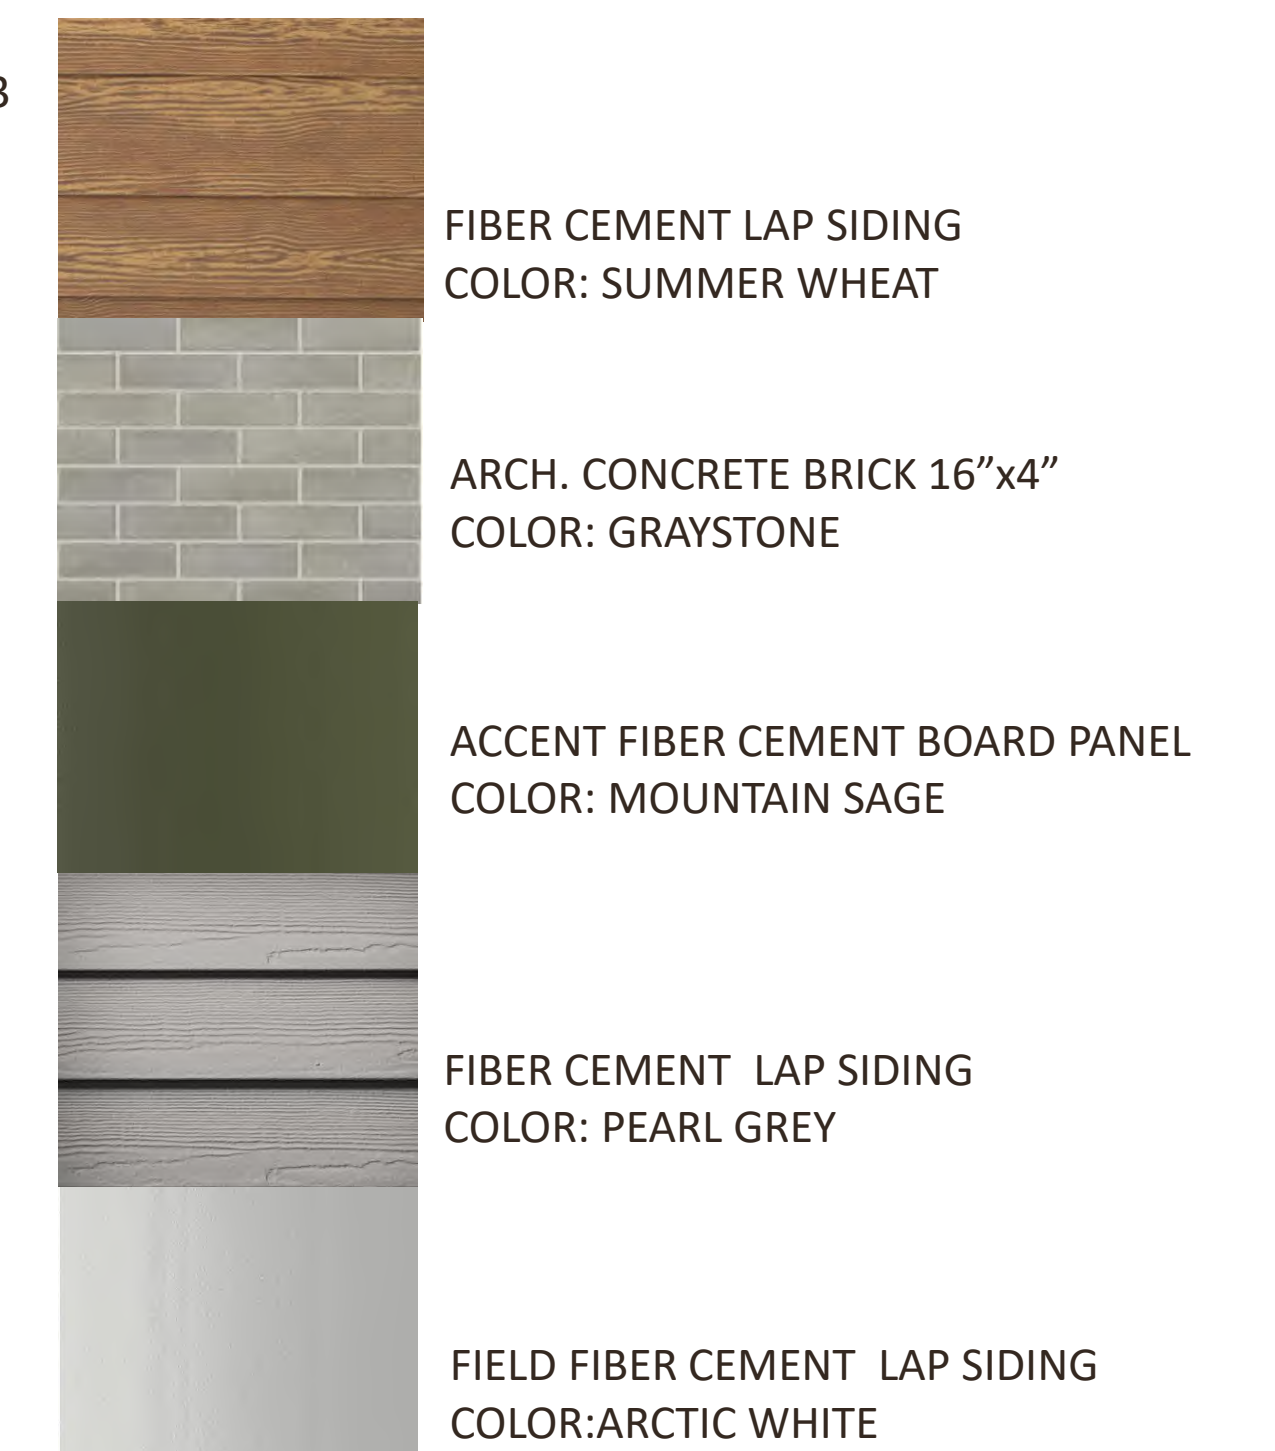 B
FIBER CEMENT LAP SIDING
COLOR: SUMMER WHEAT
ARCH. CONCRETE BRICK 16”x4”
COLOR: GRAYSTONE
ACCENT FIBER CEMENT BOARD PANEL
COLOR: MOUNTAIN SAGE
FIBER CEMENT  LAP SIDING
COLOR: PEARL GREY
FIELD FIBER CEMENT  LAP SIDING
COLOR:ARCTIC WHITE